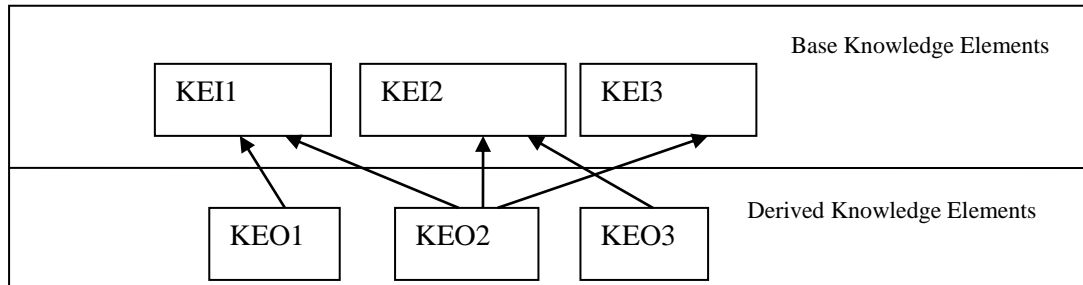 Base Knowledge Elements
KEI1 KEI2 KEI3
Derived Knowledge Elements
KEO1 KEO2 KEO3